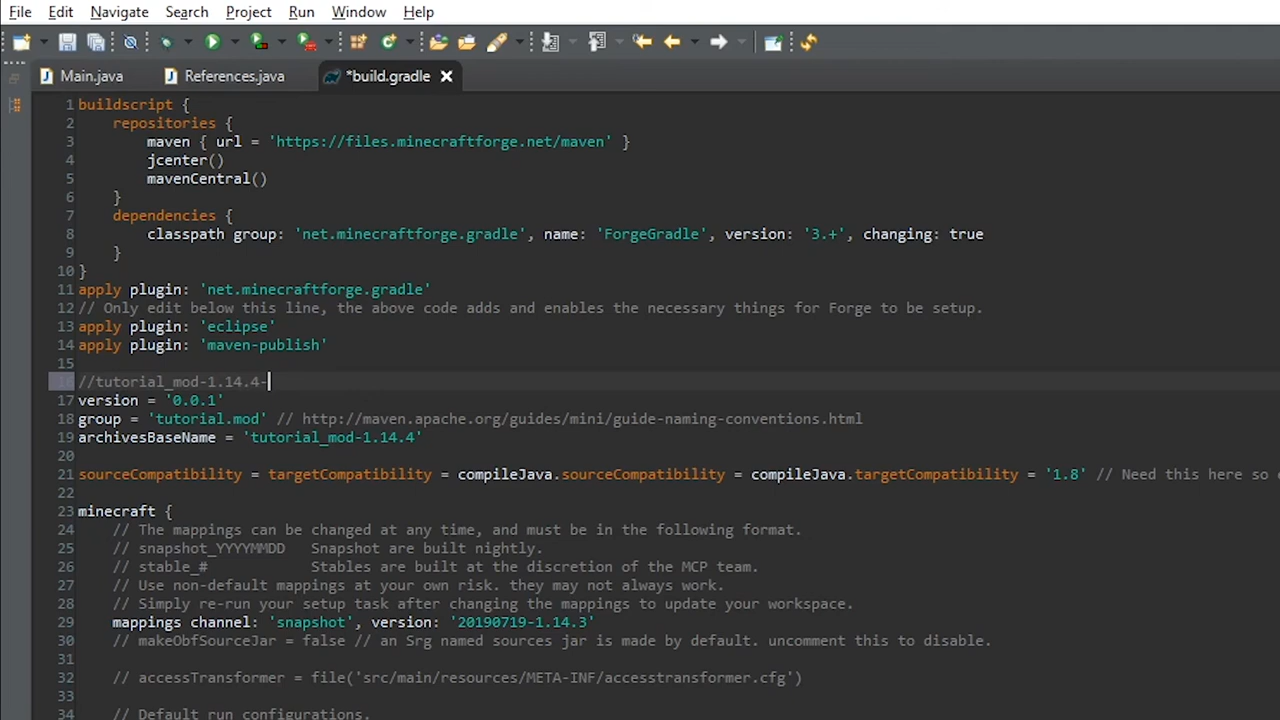 File Edit Navigate Search Project Run Window Help
Main.java References.java *build.gradle
1 buildscript {
2 repositories {
3 maven { url = 'https://files.minecraftforge.net/maven' }
4 jcenter()
5 mavenCentral()
6 }
7 dependencies {
8 classpath group: 'net.minecraftforge.gradle', name: 'ForgeGradle', version: '3.+', changing: true
9 }
10 }
11 apply plugin: 'net.minecraftforge.gradle'
12 // Only edit below this line, the above code adds and enables the necessary things for Forge to be setup.
13 apply plugin: 'eclipse'
14 apply plugin: 'maven-publish'
15
16 //tutorial_mod-1.14.4-
17 version = '0.0.1'
18 group = 'tutorial.mod' // http://maven.apache.org/guides/mini/guide-naming-conventions.html
19 archivesBaseName = 'tutorial_mod-1.14.4'
20
21 sourceCompatibility = targetCompatibility = compileJava.sourceCompatibility = compileJava.targetCompatibility = '1.8' // Need this here so
22
23 minecraft {
24 // The mappings can be changed at any time, and must be in the following format.
25 // snapshot_YYYYMMDD Snapshot are built nightly.
26 // stable_# Stables are built at the discretion of the MCP team.
27 // Use non-default mappings at your own risk. they may not always work.
28 // Simply re-run your setup task after changing the mappings to update your workspace.
29 mappings channel: 'snapshot', version: '20190719-1.14.3'
30 // makeObfSourceJar = false // an Srg named sources jar is made by default. uncomment this to disable.
31
32 // accessTransformer = file('src/main/resources/META-INF/accesstransformer.cfg')
33
34 // Default run configurations.